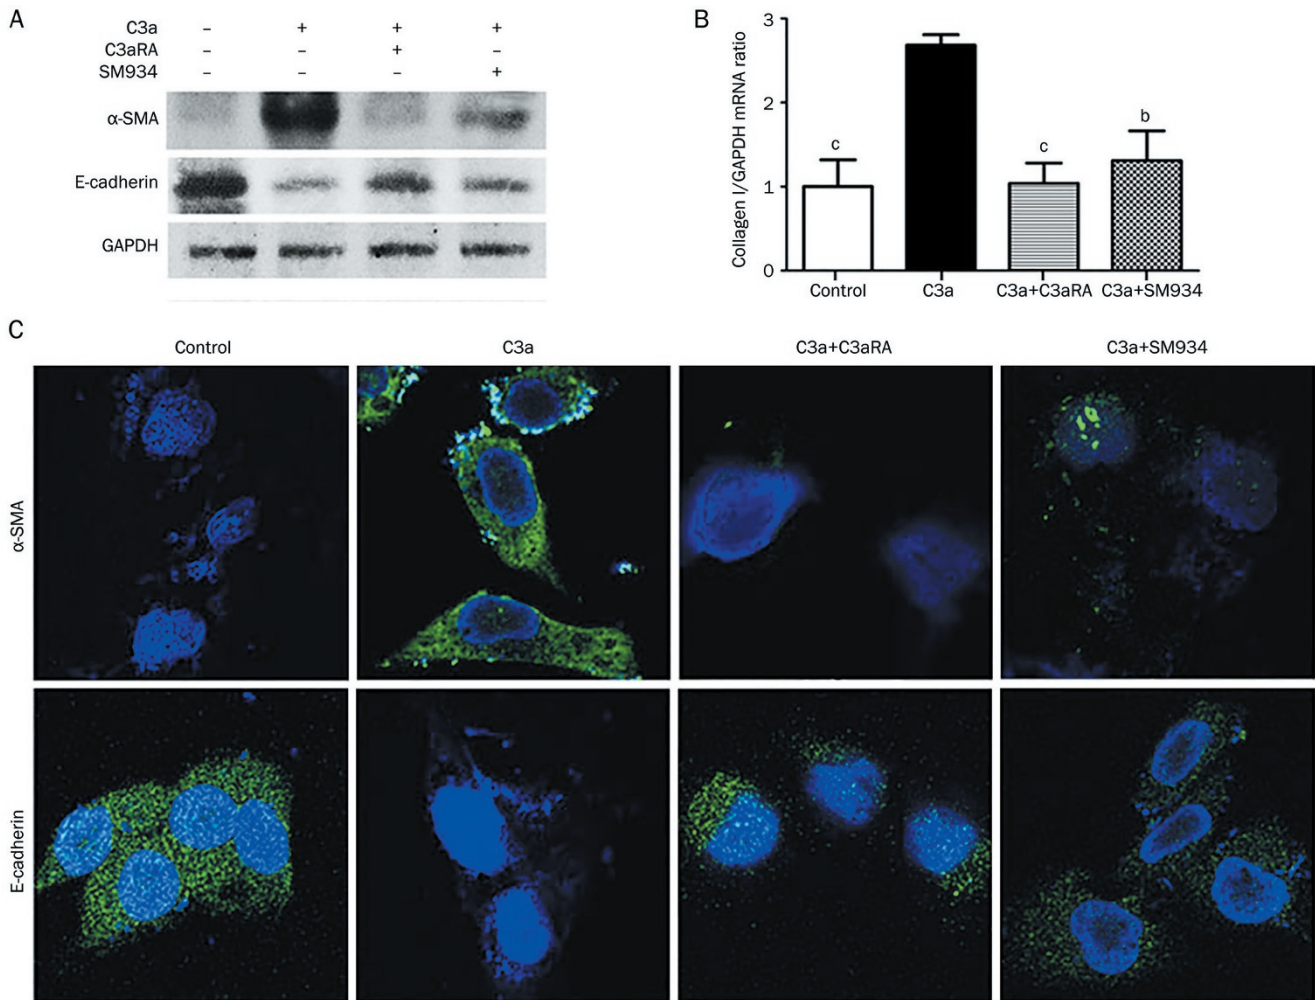 A
C3a − + + +
C3aRA − − + −
SM934 − − − +
α-SMA
E-cadherin
GAPDH
B
Collagen I/GAPDH mRNA ratio
3
2
1
0
c
c
b
Control C3a C3a+C3aRA C3a+SM934
C
Control C3a C3a+C3aRA C3a+SM934
α-SMA
E-cadherin